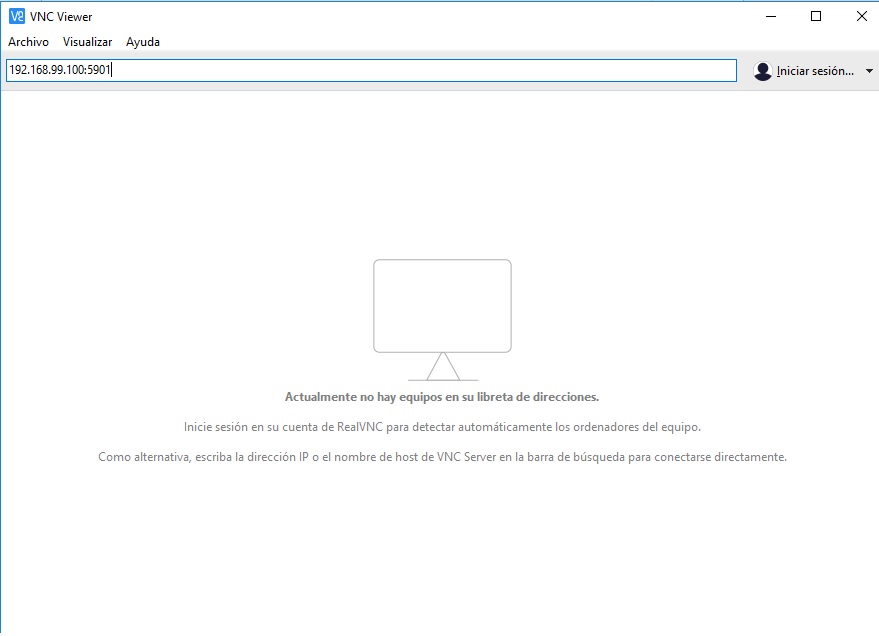 VNC Viewer
Archivo Visualizar Ayuda
192.168.99.100:5901 Iniciar sesión...
Actualmente no hay equipos en su libreta de direcciones.
Inicie sesión en su cuenta de RealVNC para detectar automáticamente los ordenadores del equipo.
Como alternativa, escriba la dirección IP o el nombre de host de VNC Server en la barra de búsqueda para conectarse directamente.